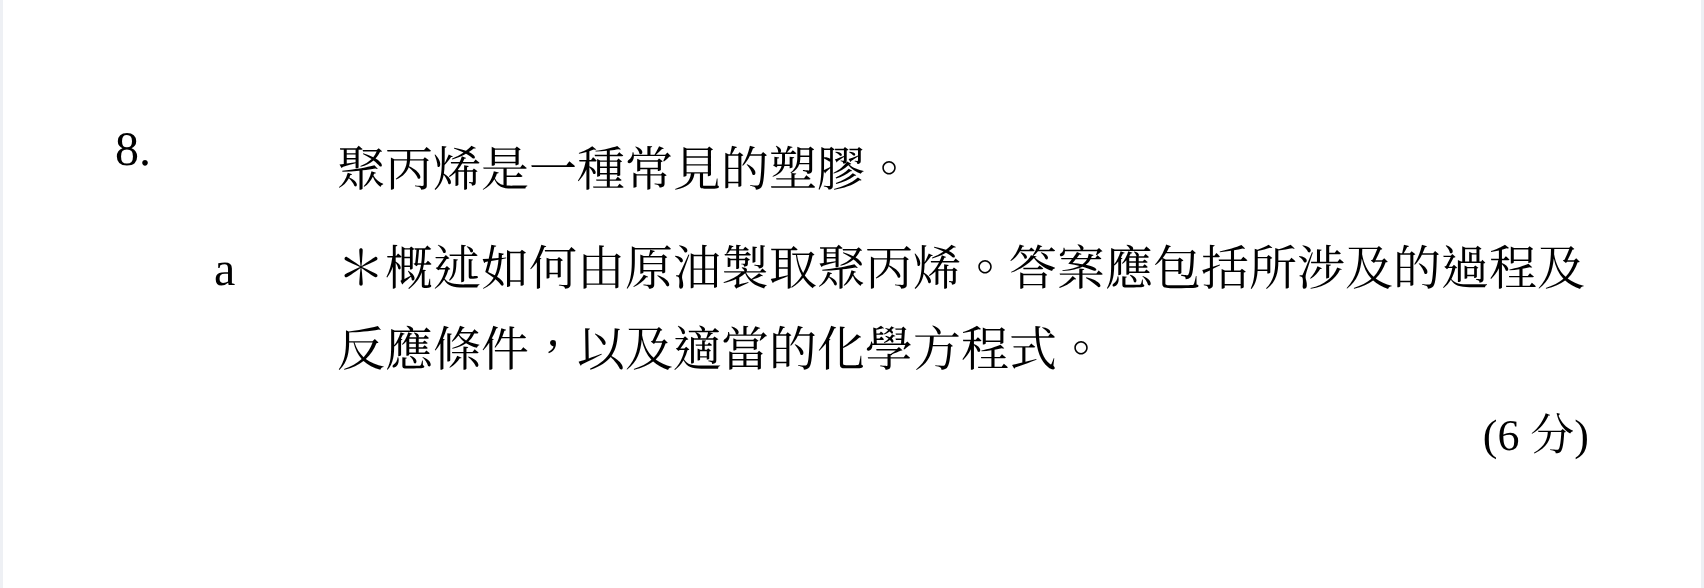 8. 聚丙烯是一種常見的塑膠。
a ＊概述如何由原油製取聚丙烯。答案應包括所涉及的過程及
反應條件，以及適當的化學方程式。
(6 分)